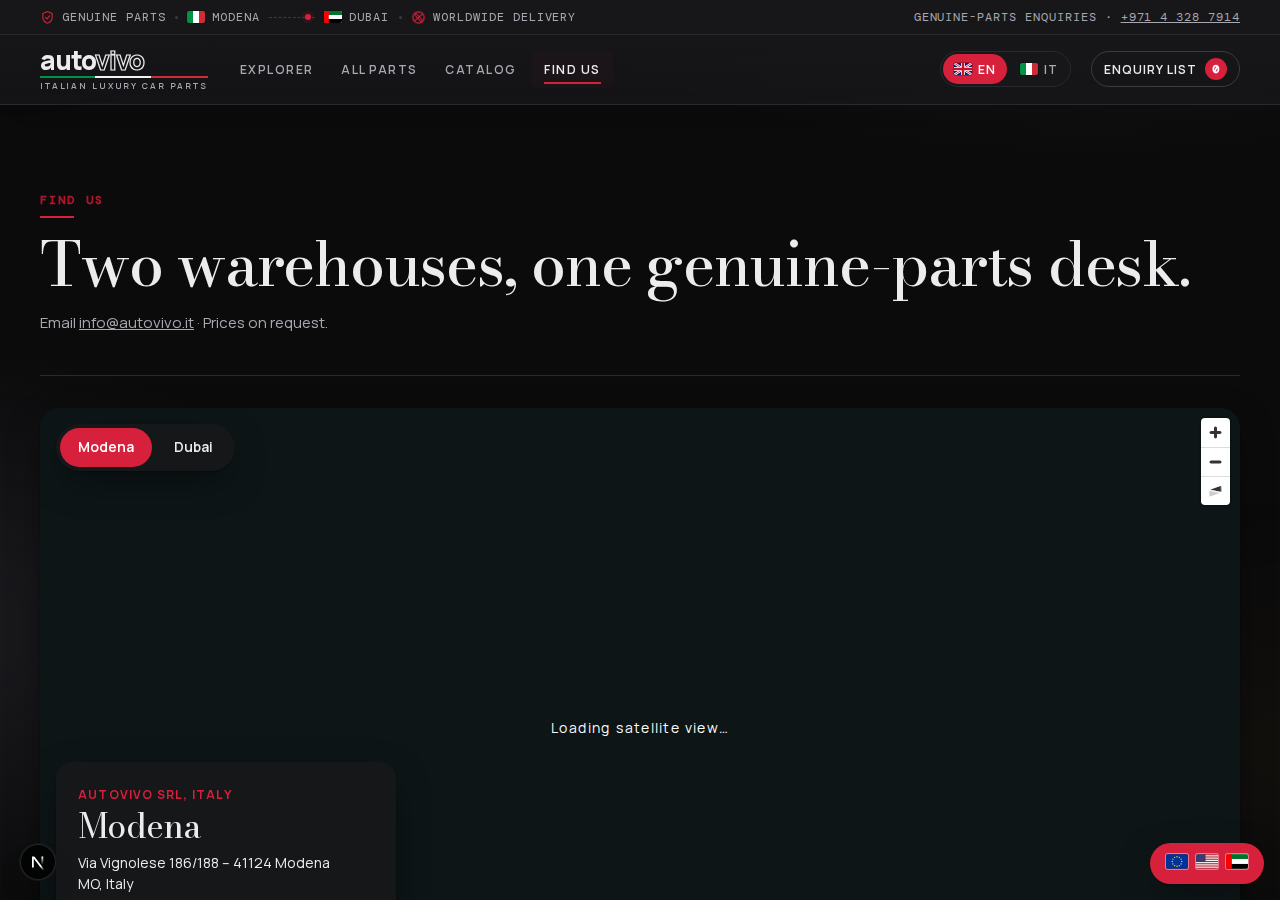 GENUINE PARTS • MODENA DUBAI • WORLDWIDE DELIVERY
GENUINE-PARTS ENQUIRIES · +971 4 328 7914
autovivo
ITALIAN LUXURY CAR PARTS
EXPLORER ALL PARTS CATALOG FIND US
EN IT
ENQUIRY LIST 0
FIND US
Two warehouses, one genuine-parts desk.
Email info@autovivo.it · Prices on request.
Modena Dubai
Loading satellite view…
AUTOVIVO SRL, ITALY
Modena
Via Vignolese 186/188 – 41124 Modena
MO, Italy
N